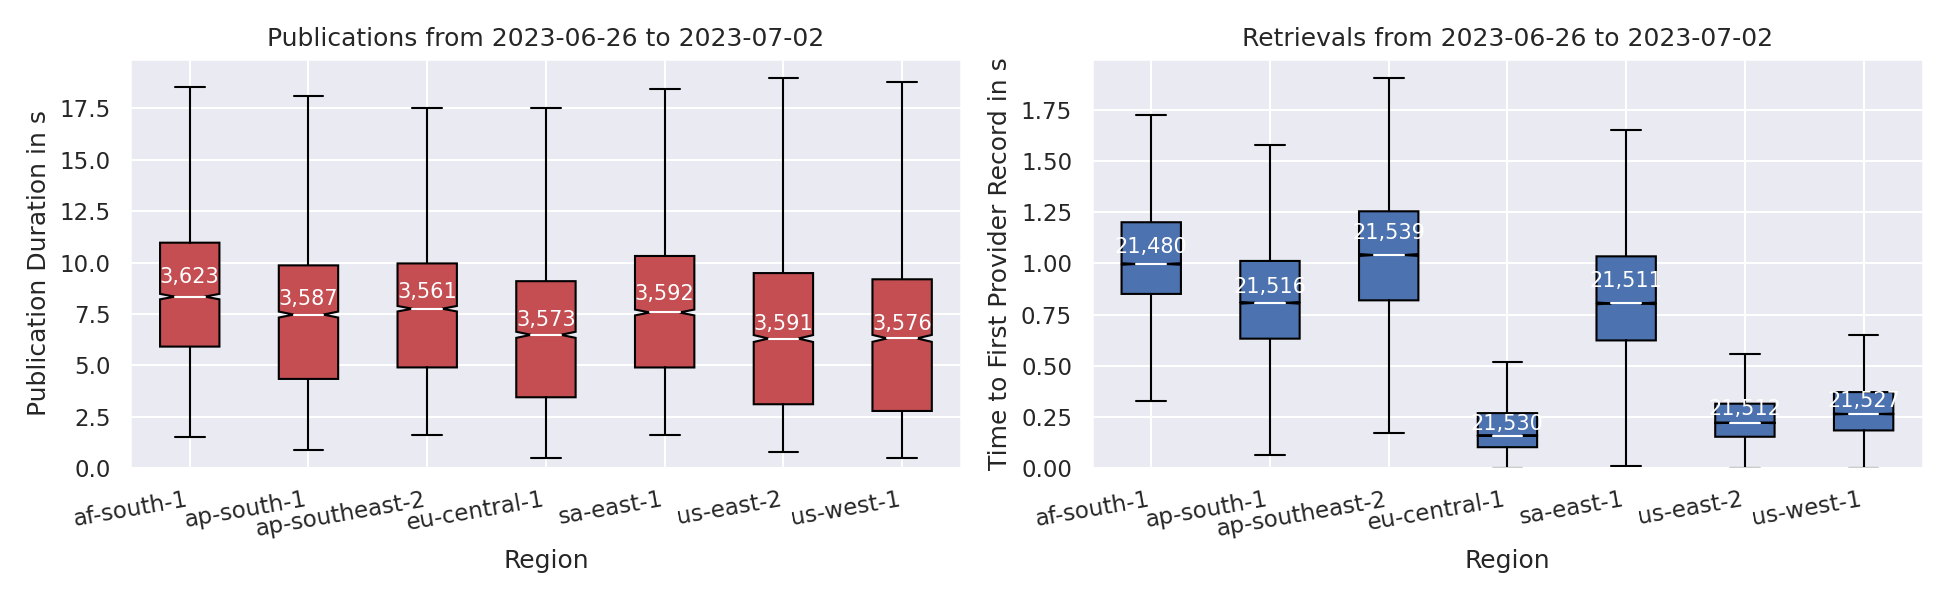 Publications from 2023-06-26 to 2023-07-02
Publication Duration in s
17.5
15.0
12.5
10.0
7.5
5.0
2.5
0.0
3,623
3,587
3,561
3,573
3,592
3,591
3,576
af-south-1
ap-south-1
ap-southeast-2
eu-central-1
sa-east-1
us-east-2
us-west-1
Region
Retrievals from 2023-06-26 to 2023-07-02
Time to First Provider Record in s
1.75
1.50
1.25
1.00
0.75
0.50
0.25
0.00
21,480
21,516
21,539
21,530
21,511
21,512
21,527
af-south-1
ap-south-1
ap-southeast-2
eu-central-1
sa-east-1
us-east-2
us-west-1
Region